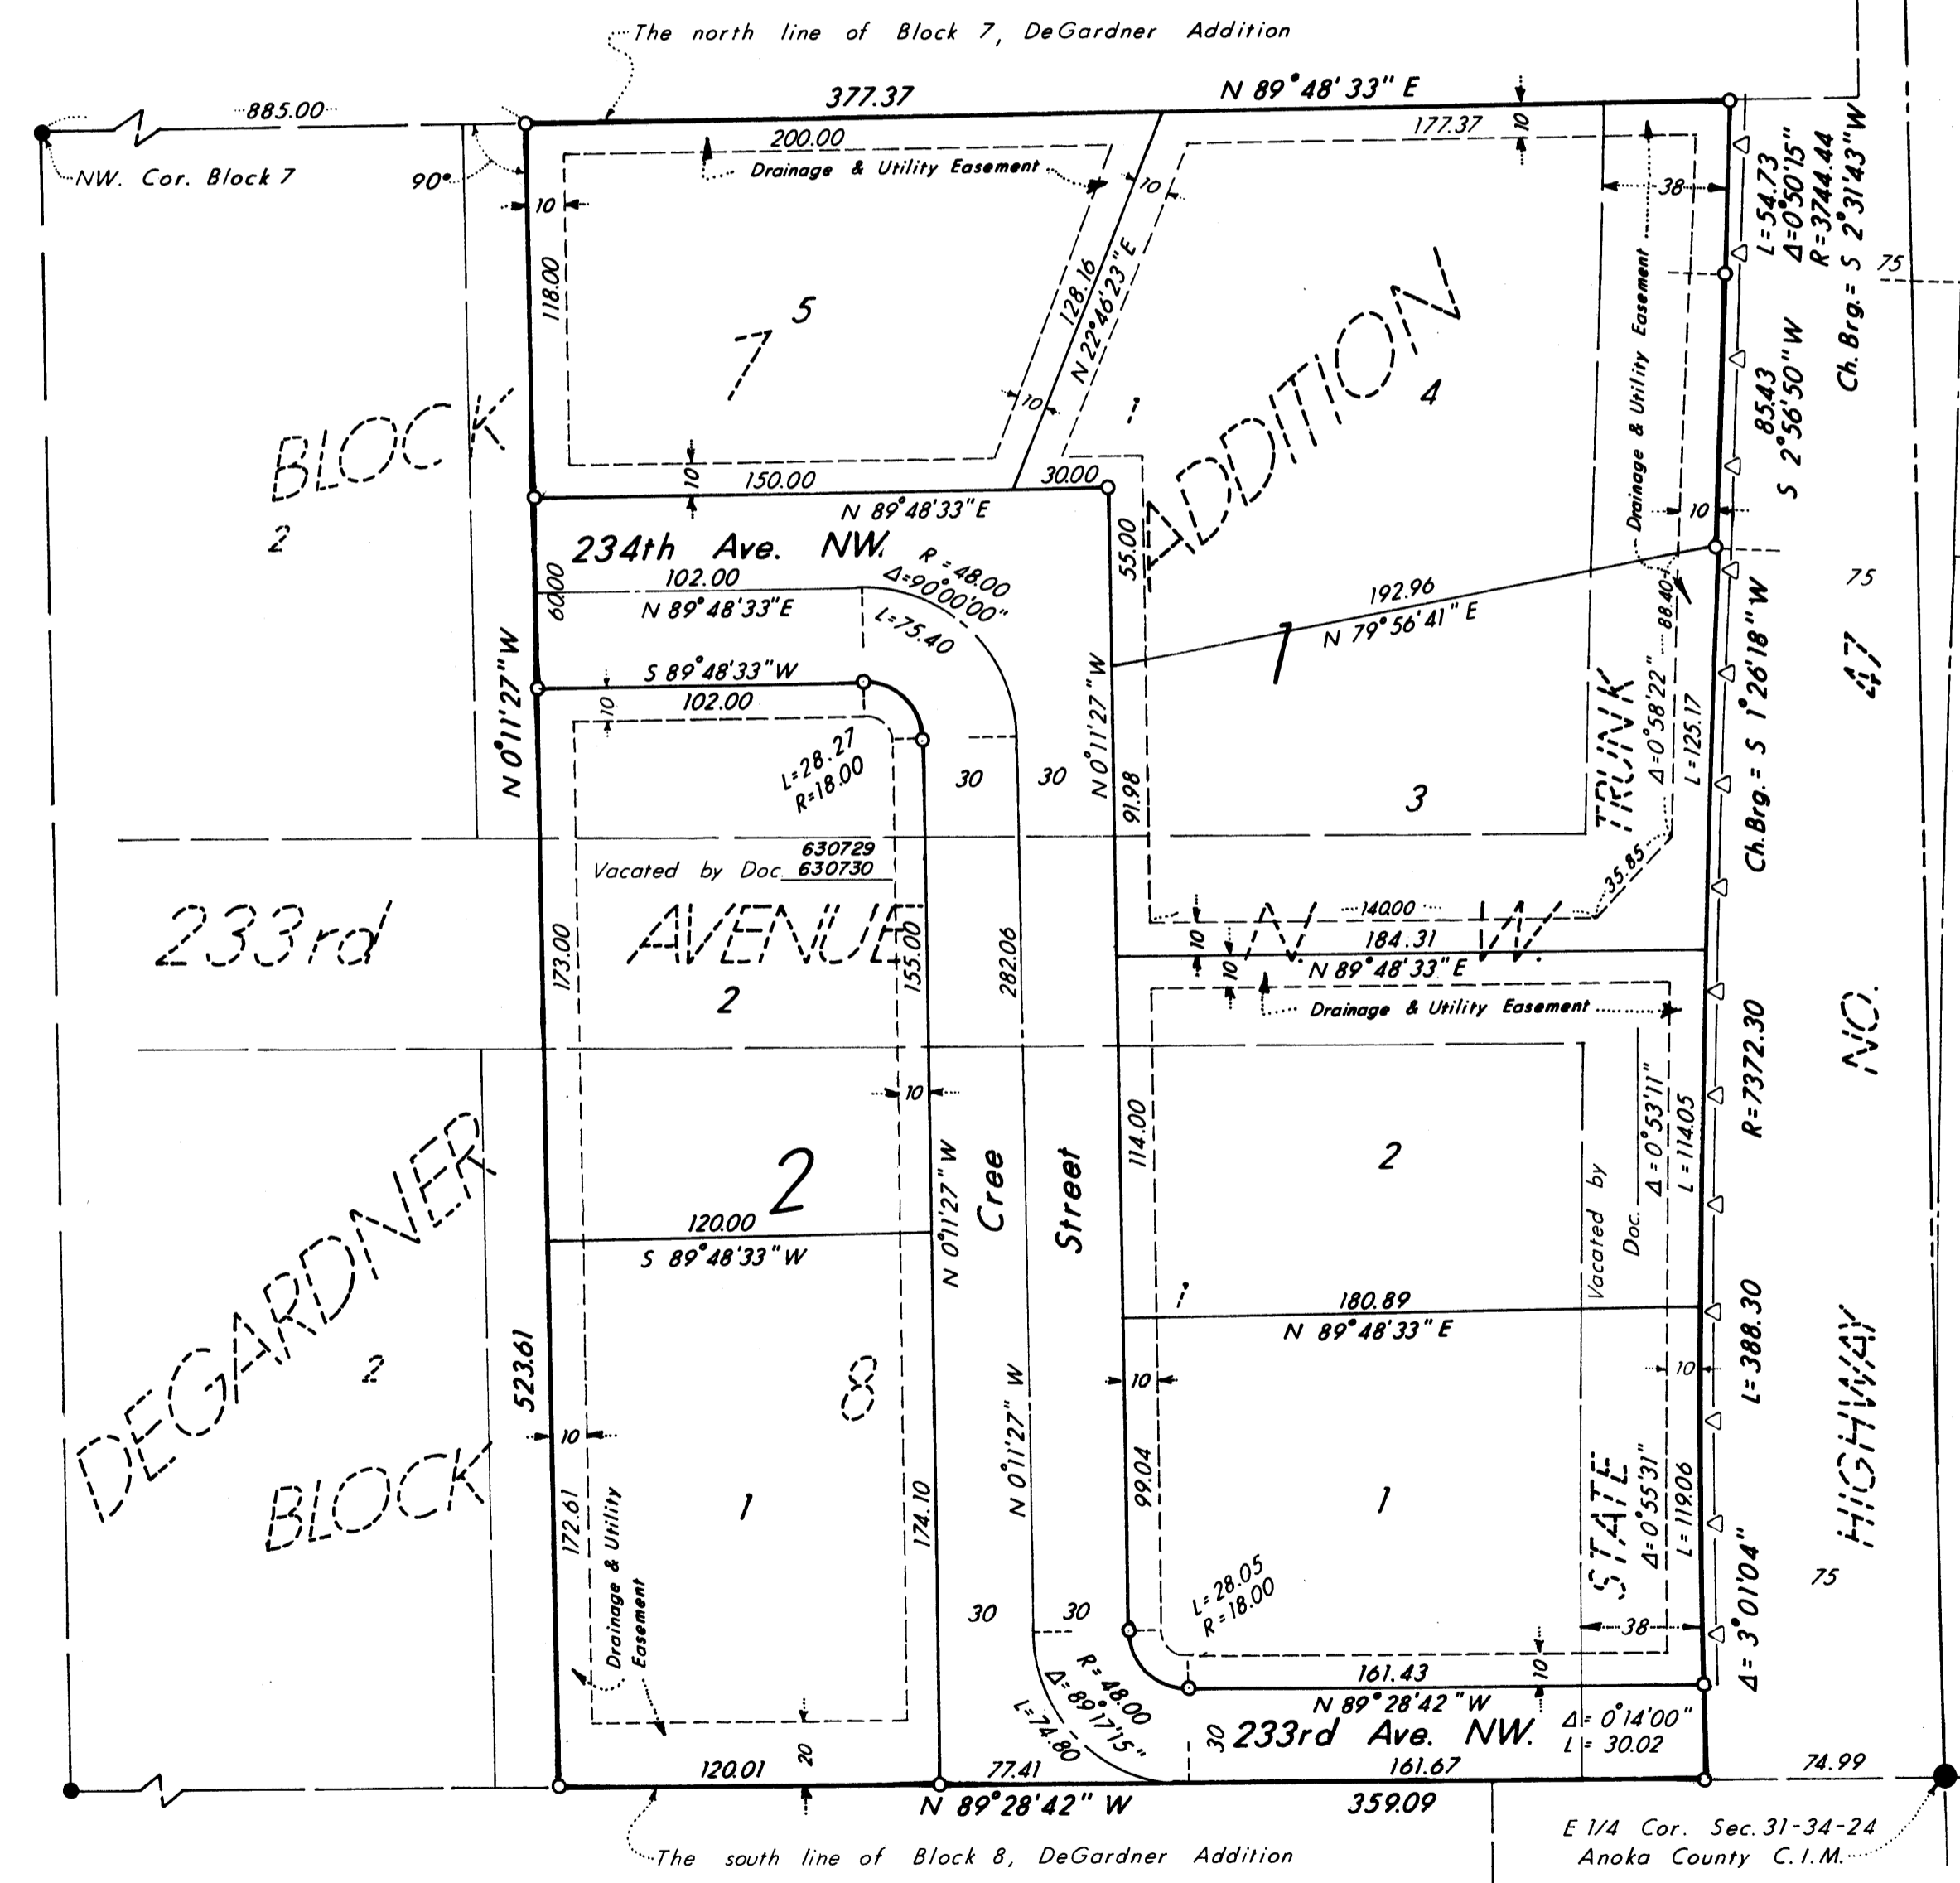 The north line of Block 7, DeGardner Addition
885.00
377.37
N 89°48'33" E
200.00
177.37
10
Drainage & Utility Easement
NW. Cor. Block 7
90°
10
10
38
L=54.73
Δ=0°50'15"
R=3744.44
Ch.Brg.= S 2°31'43"W
75
118.00
5
7
128.16
N 22°46'23"E
10
Drainage & Utility Easement
ADDITION
4
85.43
S 2°56'50"W
BLOCK
2
10
150.00
30.00
N 89°48'33"E
10
234th Ave. NW.
55.00
R = 48.00
Δ=90°00'00"
L=75.40
102.00
N 89°48'33"E
60.00
192.96
N 79°56'41" E
1
88.40
Δ=0°58'22"
L=125.17
75
47
S 89°48'33"W
102.00
10
N 0°11'27"W
L=28.27
R=18.00
30
30
N 0°11'27"W
91.98
3
TRUNK
Ch.Brg.= S 1°26'18"W
630729
Vacated by Doc. 630730
233rd
AVENUE
N. W.
35.85
140.00
184.31
N 89°48'33"E
10
10
173.00
2
155.00
282.06
Drainage & Utility Easement
R=7372.30
NO.
10
114.00
2
Δ=0°53'11"
L=114.05
Vacated by
Doc.
DEGARDNER
2
2
120.00
S 89°48'33"W
N 0°11'27"W
Cree
Street
180.89
N 89°48'33"E
10
10
L=388.30
HIGHWAY
523.61
8
BLOCK
10
172.61
1
174.10
N 0°11'27" W
99.04
1
STATE
Δ=0°55'31"
L=119.06
Drainage & Utility
Easement
L=28.05
R=18.00
30
30
38
Δ= 3°01'04"
75
R=48.00
Δ=89°17'15"
L=74.80
161.43
10
N 89°28'42"W
30
233rd Ave. NW.
Δ= 0°14'00"
L= 30.02
120.01
20
77.41
161.67
74.99
N 89°28'42" W
359.09
The south line of Block 8, DeGardner Addition
E 1/4 Cor. Sec. 31-34-24
Anoka County C.I.M.